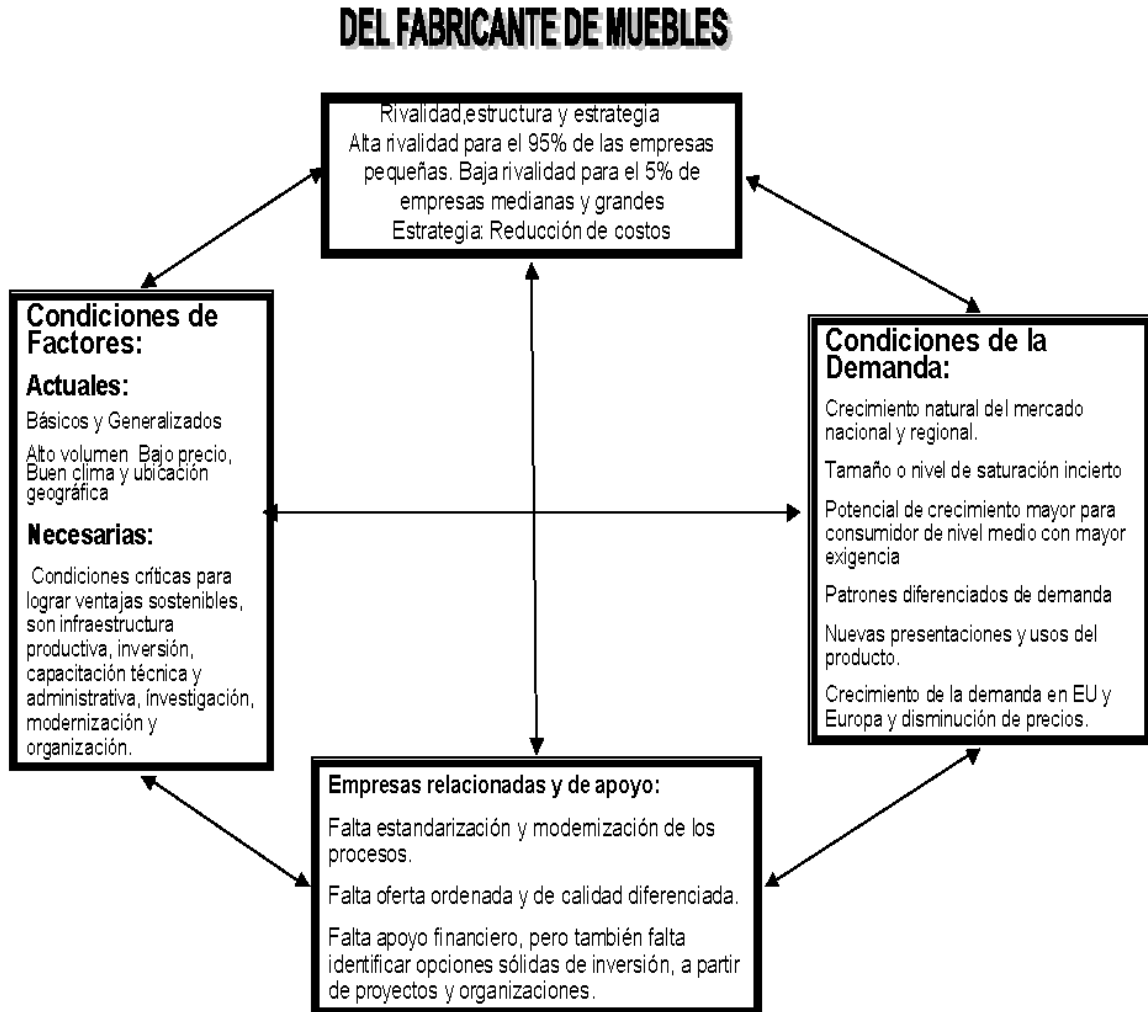 DEL FABRICANTE DE MUEBLES
Rivalidad,estructura y estrategia
Alta rivalidad para el 95% de las empresas
pequeñas. Baja rivalidad para el 5% de
empresas medianas y grandes
Estrategia: Reducción de costos
Condiciones de
Factores:
Actuales:
Básicos y Generalizados
Alto volumen Bajo precio,
Buen clima y ubicación
geográfica
Necesarias:
Condiciones críticas para
lograr ventajas sostenibles,
son infraestructura
productiva, inversión,
capacitación técnica y
administrativa, ínvestigación,
modernización y
organización.
Condiciones de la
Demanda:
Crecimiento natural del mercado
nacional y regional.
Tamaño o nivel de saturación incierto
Potencial de crecimiento mayor para
consumidor de nivel medio con mayor
exigencia
Patrones diferenciados de demanda
Nuevas presentaciones y usos del
producto.
Crecimiento de la demanda en EU y
Europa y disminución de precios.
Empresas relacionadas y de apoyo:
Falta estandarización y modernización de los
procesos.
Falta oferta ordenada y de calidad diferenciada.
Falta apoyo financiero, pero también falta
identificar opciones sólidas de inversión, a partir
de proyectos y organizaciones.